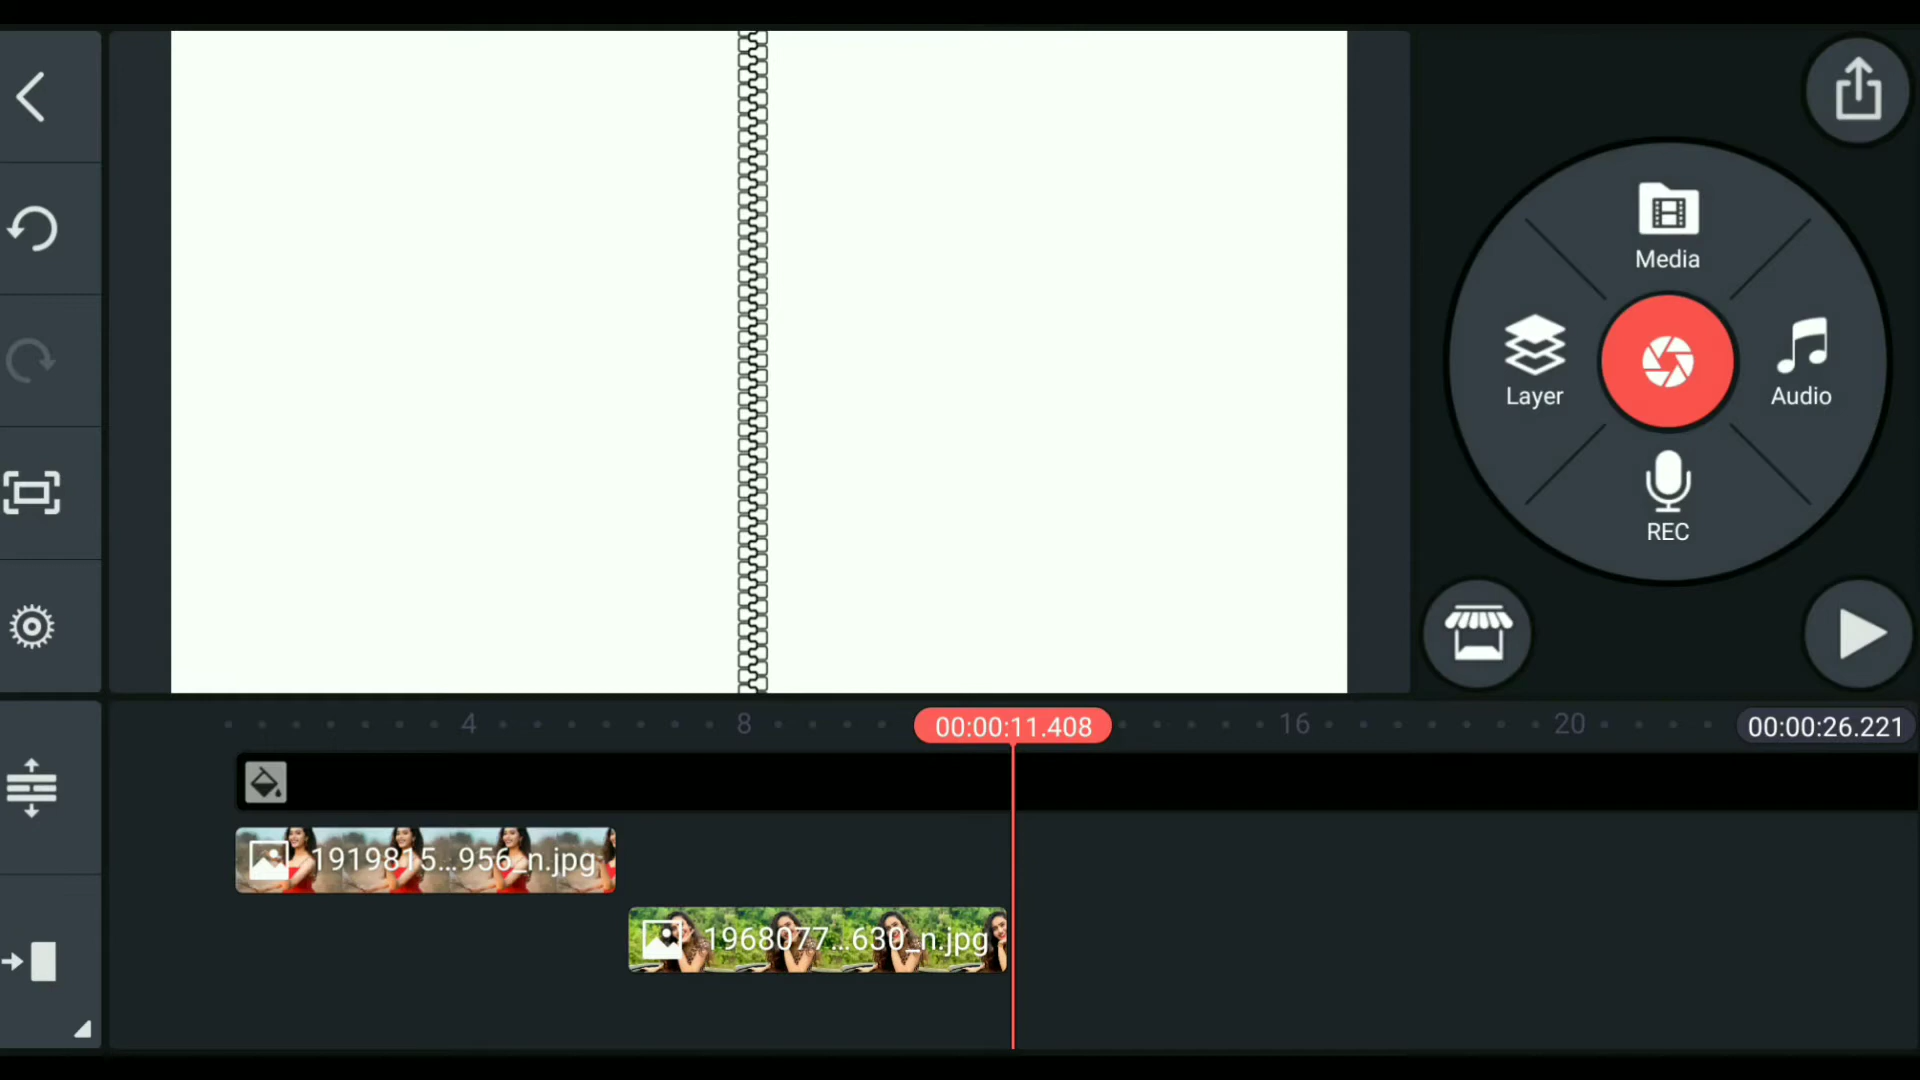 Media
Layer
Audio
REC
4
8
00:00:11.408
16
20
00:00:26.221
1919815...956_n.jpg
1968077...630_n.jpg